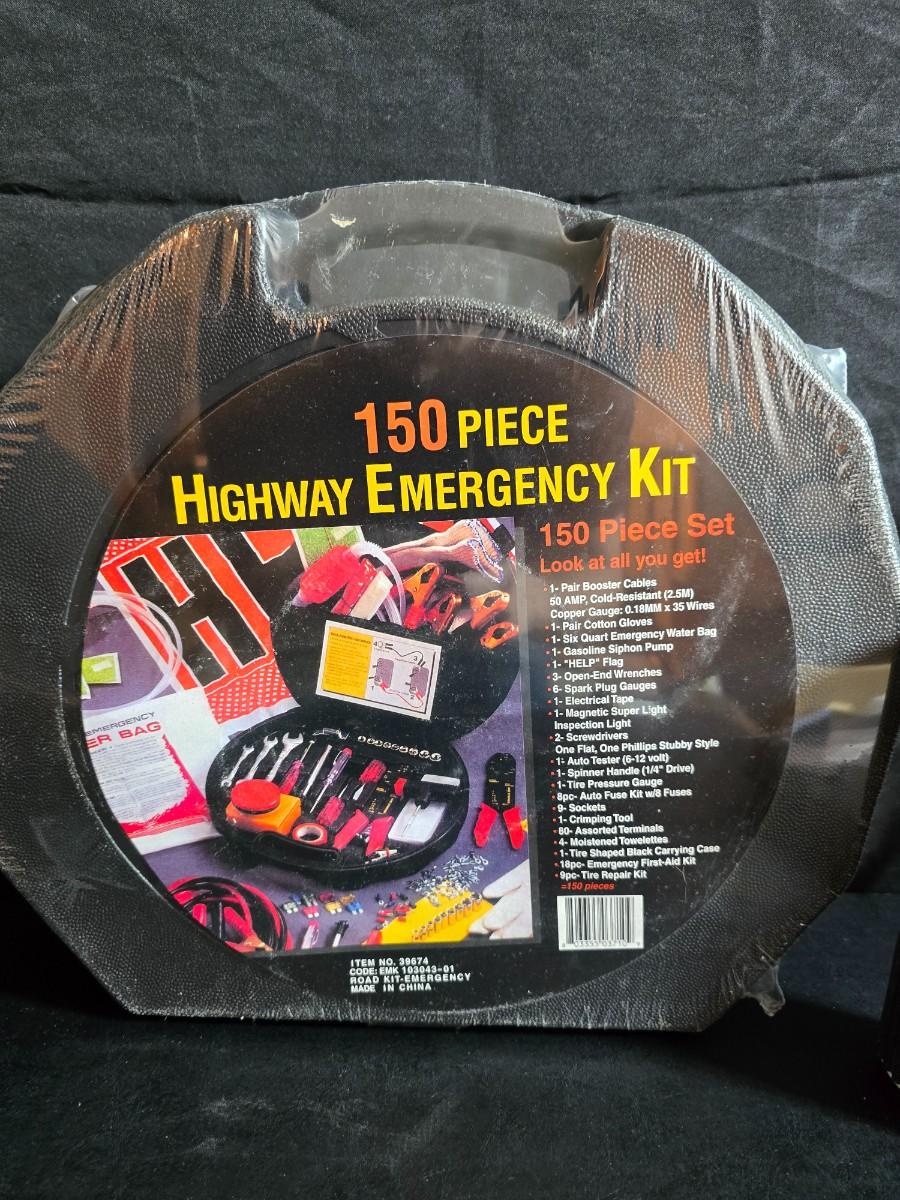 150 PIECE
HIGHWAY EMERGENCY KIT
150 Piece Set
Look at all you get!
• 1- Pair Booster Cables
50 AMP, Cold-Resistant (2.5M)
Copper Gauge: 0.18MM x 35 Wires
• 1- Pair Cotton Gloves
• 1- Six Quart Emergency Water Bag
• 1- Gasoline Siphon Pump
• 1- "HELP" Flag
• 3- Open-End Wrenches
• 6- Spark Plug Gauges
• 1- Electrical Tape
• 1- Magnetic Super Light
Inspection Light
• 2- Screwdrivers
One Flat, One Phillips Stubby Style
• 1- Auto Tester (6-12 volt)
• 1- Spinner Handle (1/4" Drive)
• 1- Tire Pressure Gauge
• 8pc- Auto Fuse Kit w/8 Fuses
• 9- Sockets
• 1- Crimping Tool
• 80- Assorted Terminals
• 4- Moistened Towelettes
• 1- Tire Shaped Black Carrying Case
• 18pc- Emergency First-Aid Kit
• 9pc- Tire Repair Kit
=150 pieces
EMERGENCY
ER BAG
ITEM NO. 39674
CODE: EMK 103043-01
ROAD KIT-EMERGENCY
MADE IN CHINA